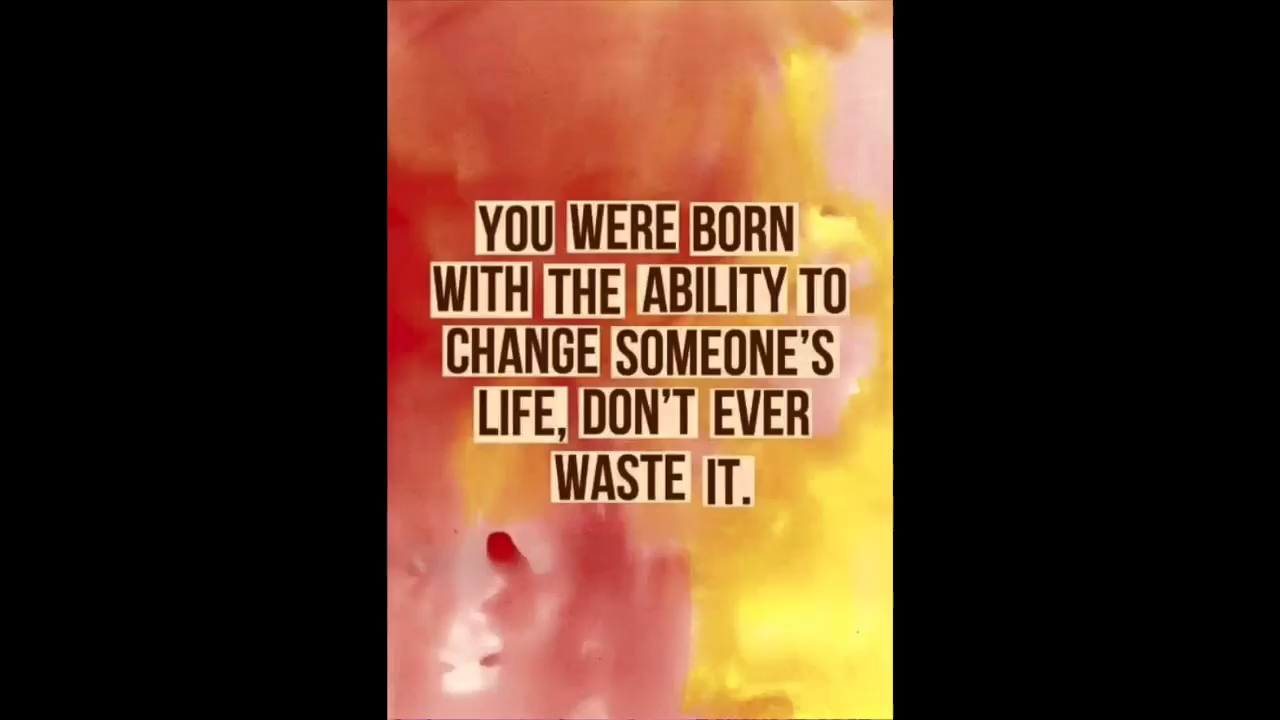 YOU WERE BORN
WITH THE ABILITY TO
CHANGE SOMEONE'S
LIFE, DON'T EVER
WASTE IT.